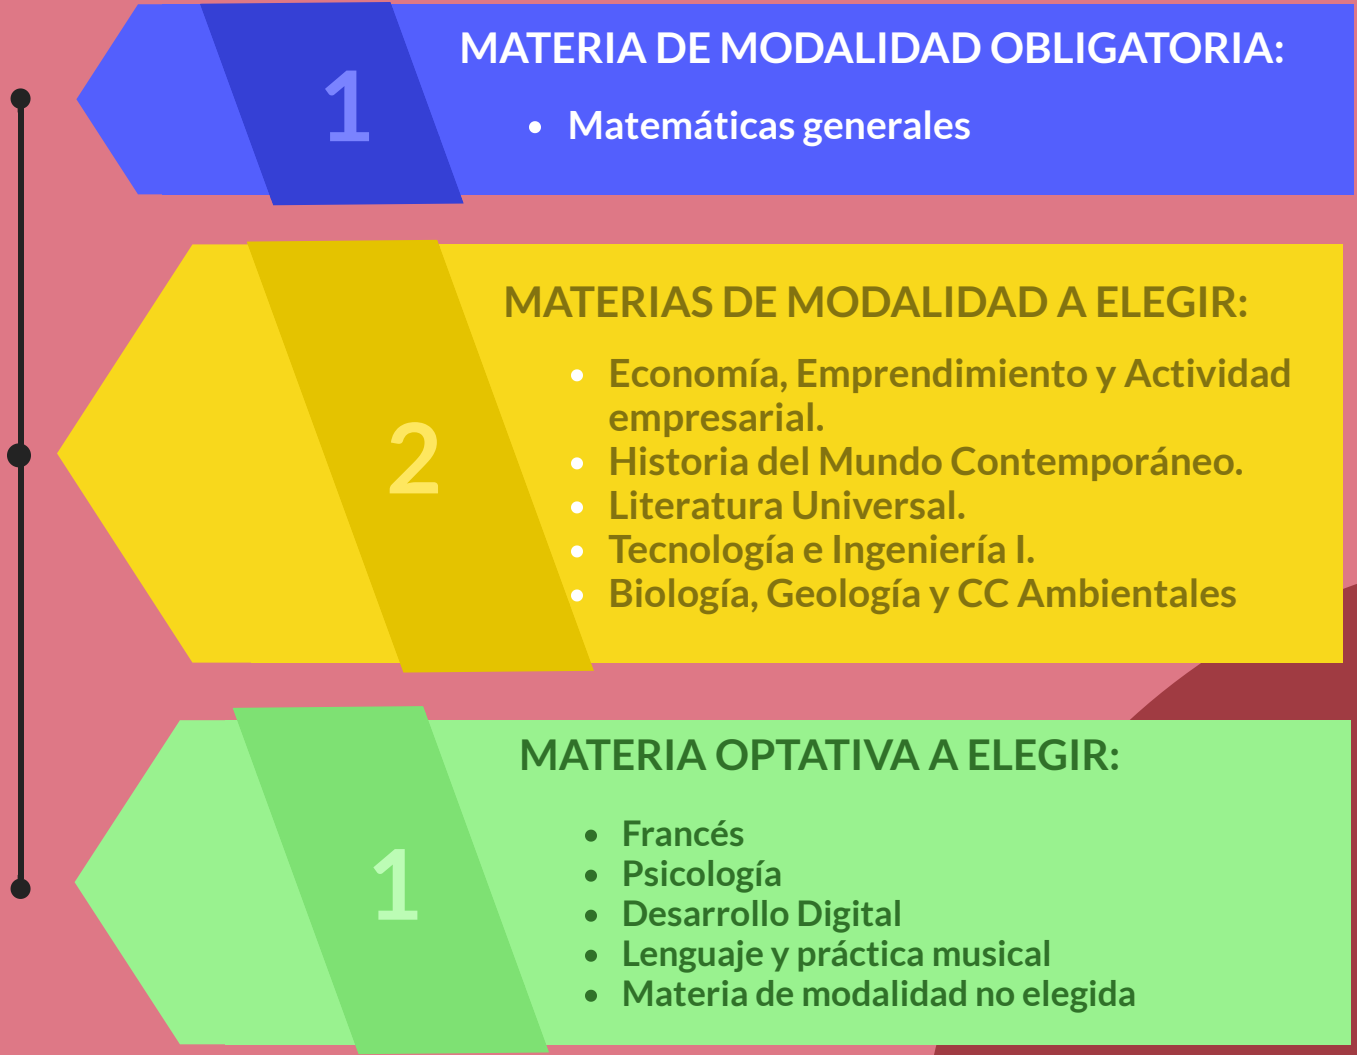 1
MATERIA DE MODALIDAD OBLIGATORIA:
• Matemáticas generales
2
MATERIAS DE MODALIDAD A ELEGIR:
• Economía, Emprendimiento y Actividad
empresarial.
• Historia del Mundo Contemporáneo.
• Literatura Universal.
• Tecnología e Ingeniería I.
• Biología, Geología y CC Ambientales
1
MATERIA OPTATIVA A ELEGIR:
• Francés
• Psicología
• Desarrollo Digital
• Lenguaje y práctica musical
• Materia de modalidad no elegida